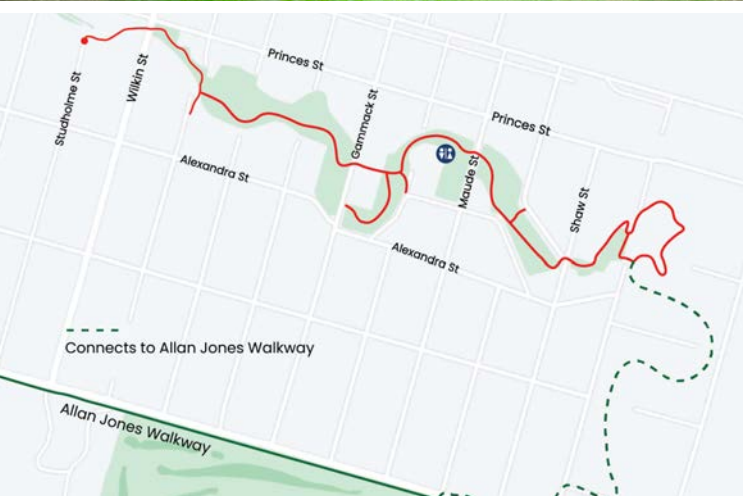 Princes St
Studholme St
Wilkin St
Gammack St
Princes St
Alexandra St
Maude St
Shaw St
Alexandra St
Connects to Allan Jones Walkway
Allan Jones Walkway